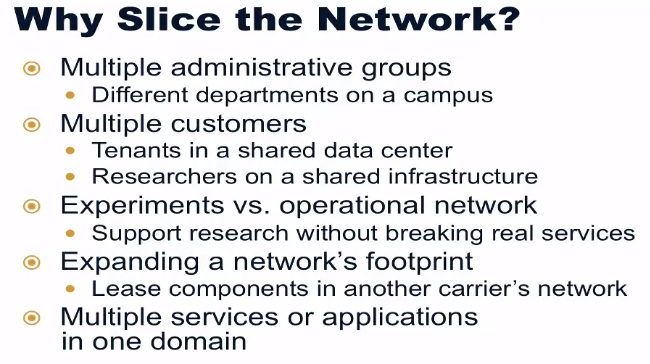 Why Slice the Network?
Multiple administrative groups
Different departments on a campus
Multiple customers
Tenants in a shared data center
Researchers on a shared infrastructure
Experiments vs. operational network
Support research without breaking real services
Expanding a network's footprint
Lease components in another carrier's network
Multiple services or applications
in one domain